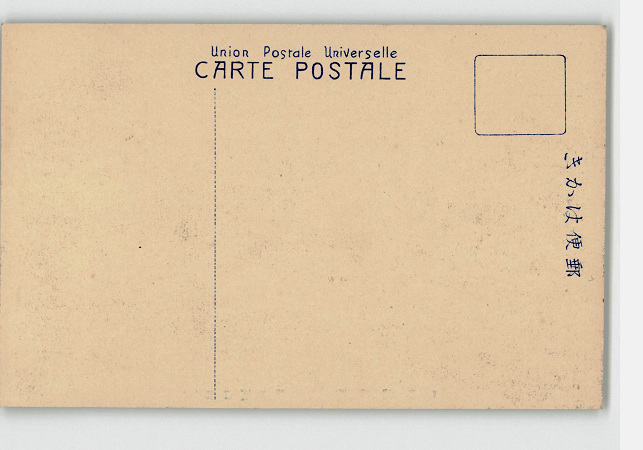 Union Postale Universelle
CARTE POSTALE
きかは便郵